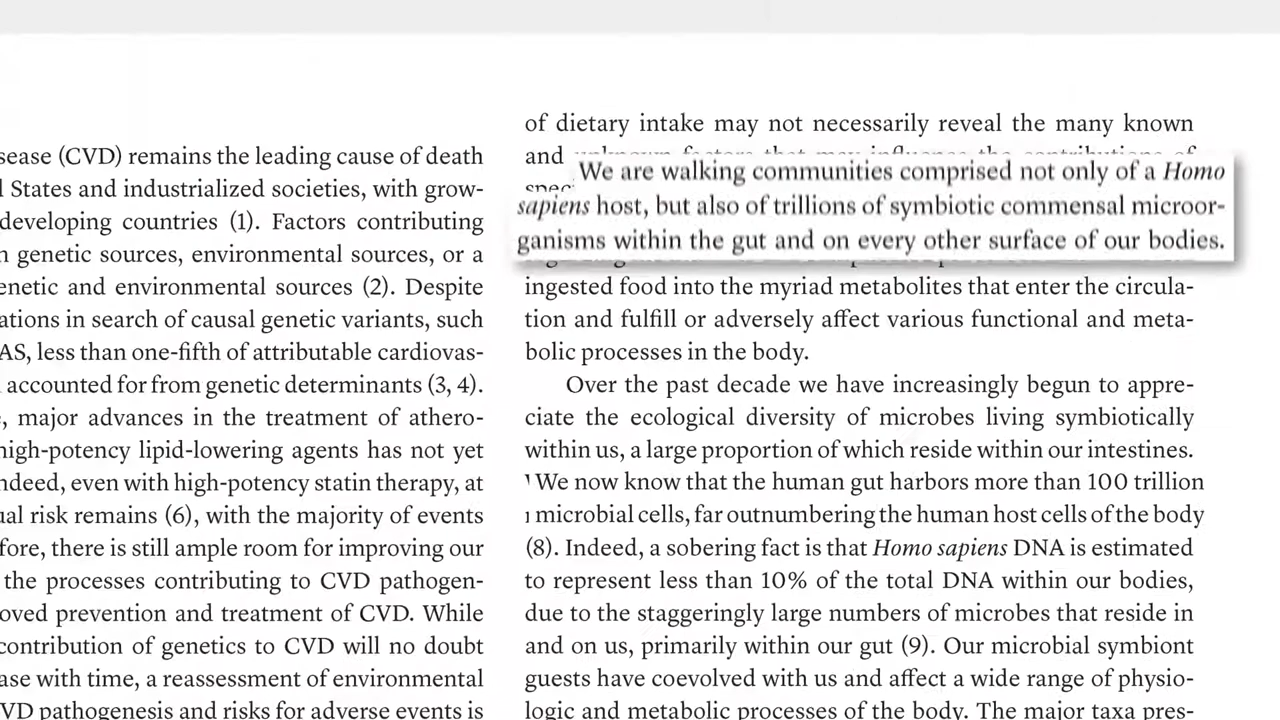 sease (CVD) remains the leading cause of death
States and industrialized societies, with grow-
developing countries (1). Factors contributing
genetic sources, environmental sources, or a
enetic and environmental sources (2). Despite
ations in search of causal genetic variants, such
AS, less than one-fifth of attributable cardiovas-
accounted for from genetic determinants (3, 4).
, major advances in the treatment of athero-
high-potency lipid-lowering agents has not yet
ndeed, even with high-potency statin therapy, at
ual risk remains (6), with the majority of events
fore, there is still ample room for improving our
the processes contributing to CVD pathogen-
oved prevention and treatment of CVD. While
contribution of genetics to CVD will no doubt
ase with time, a reassessment of environmental
VD pathogenesis and risks for adverse events is
of dietary intake may not necessarily reveal the many known
and
We are walking communities comprised not only of a Homo
sapiens host, but also of trillions of symbiotic commensal microor-
ganisms within the gut and on every other surface of our bodies.
ingested food into the myriad metabolites that enter the circula-
tion and fulfill or adversely affect various functional and meta-
bolic processes in the body.
Over the past decade we have increasingly begun to appre-
ciate the ecological diversity of microbes living symbiotically
within us, a large proportion of which reside within our intestines.
We now know that the human gut harbors more than 100 trillion
microbial cells, far outnumbering the human host cells of the body
(8). Indeed, a sobering fact is that Homo sapiens DNA is estimated
to represent less than 10% of the total DNA within our bodies,
due to the staggeringly large numbers of microbes that reside in
and on us, primarily within our gut (9). Our microbial symbiont
guests have coevolved with us and affect a wide range of physio-
logic and metabolic processes of the body. The major taxa pres-